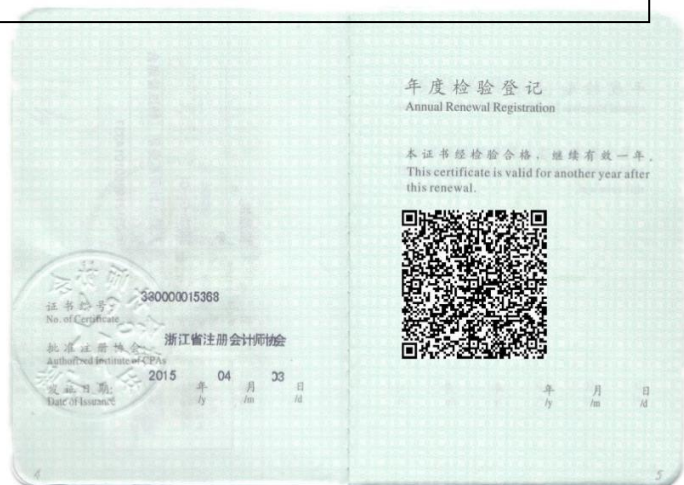 证书编号:
330000015368
No. of Certificate
批准注册协会:
浙江省注册会计师协会
Authorized Institute of CPAs
发证日期: 2015 年 04 月 03 日
Date of Issuance /y /m /d
4
年度检验登记
Annual Renewal Registration
本证书经检验合格,继续有效一年。
This certificate is valid for another year after
this renewal.
年 月 日
/y /m /d
5